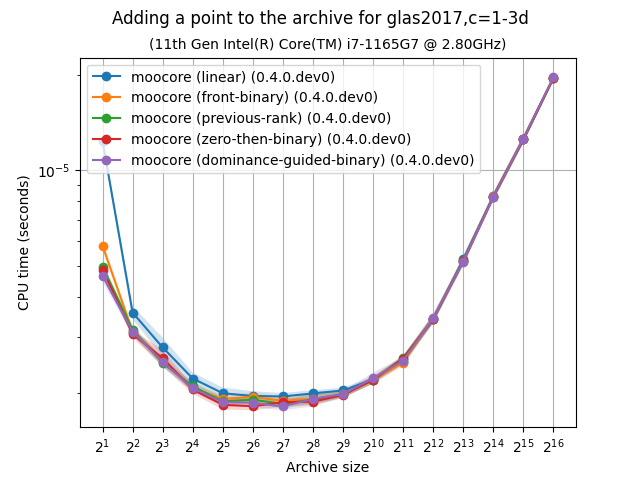 Adding a point to the archive for glas2017,c=1-3d
(11th Gen Intel(R) Core(TM) i7-1165G7 @ 2.80GHz)
moocore (linear) (0.4.0.dev0)
moocore (front-binary) (0.4.0.dev0)
moocore (previous-rank) (0.4.0.dev0)
moocore (zero-then-binary) (0.4.0.dev0)
moocore (dominance-guided-binary) (0.4.0.dev0)
CPU time (seconds)
10⁻⁵
2¹ 2² 2³ 2⁴ 2⁵ 2⁶ 2⁷ 2⁸ 2⁹ 2¹⁰ 2¹¹ 2¹² 2¹³ 2¹⁴ 2¹⁵ 2¹⁶
Archive size